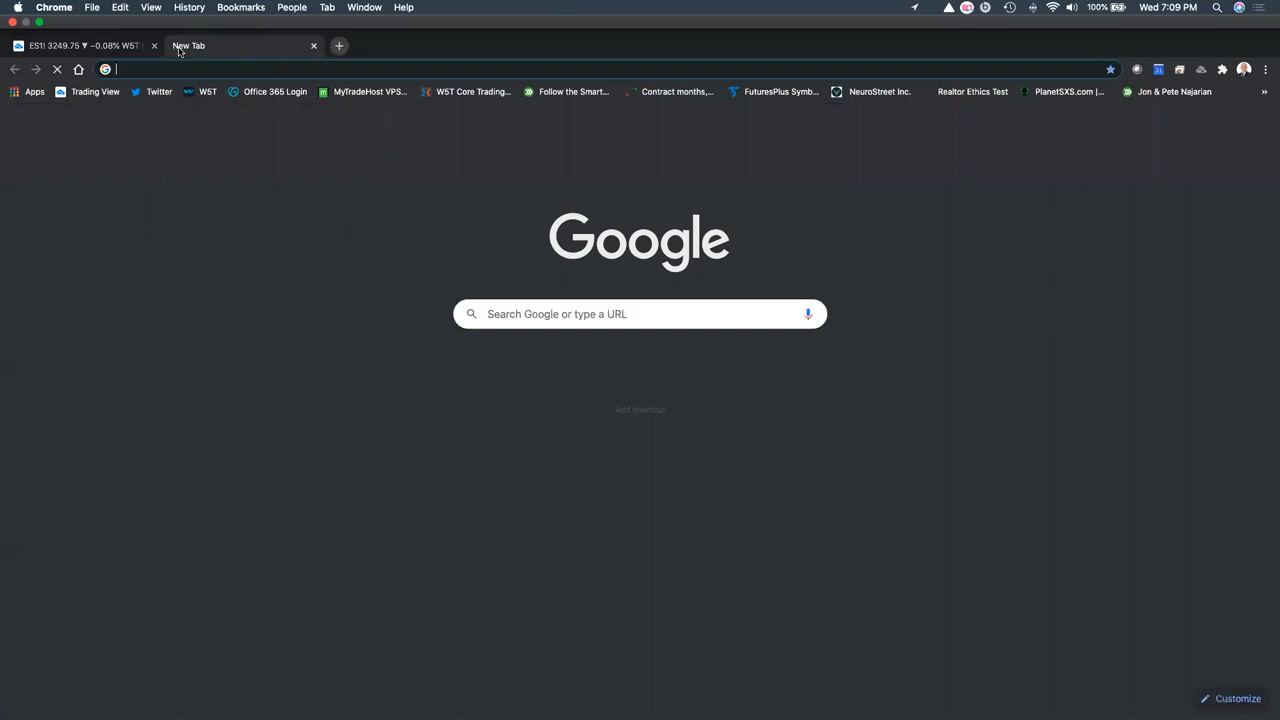 Chrome File Edit View History Bookmarks People Tab Window Help 100% Wed 7:09 PM
ES1! 3249.75 ▼ −0.08% W5T New Tab
Apps Trading View Twitter W5T Office 365 Login MyTradeHost VPS... W5T Core Trading... Follow the Smart... Contract months,... FuturesPlus Symb... NeuroStreet Inc. Realtor Ethics Test PlanetSXS.com |... Jon & Pete Najarian »
Google
Search Google or type a URL
Add shortcut
Customize